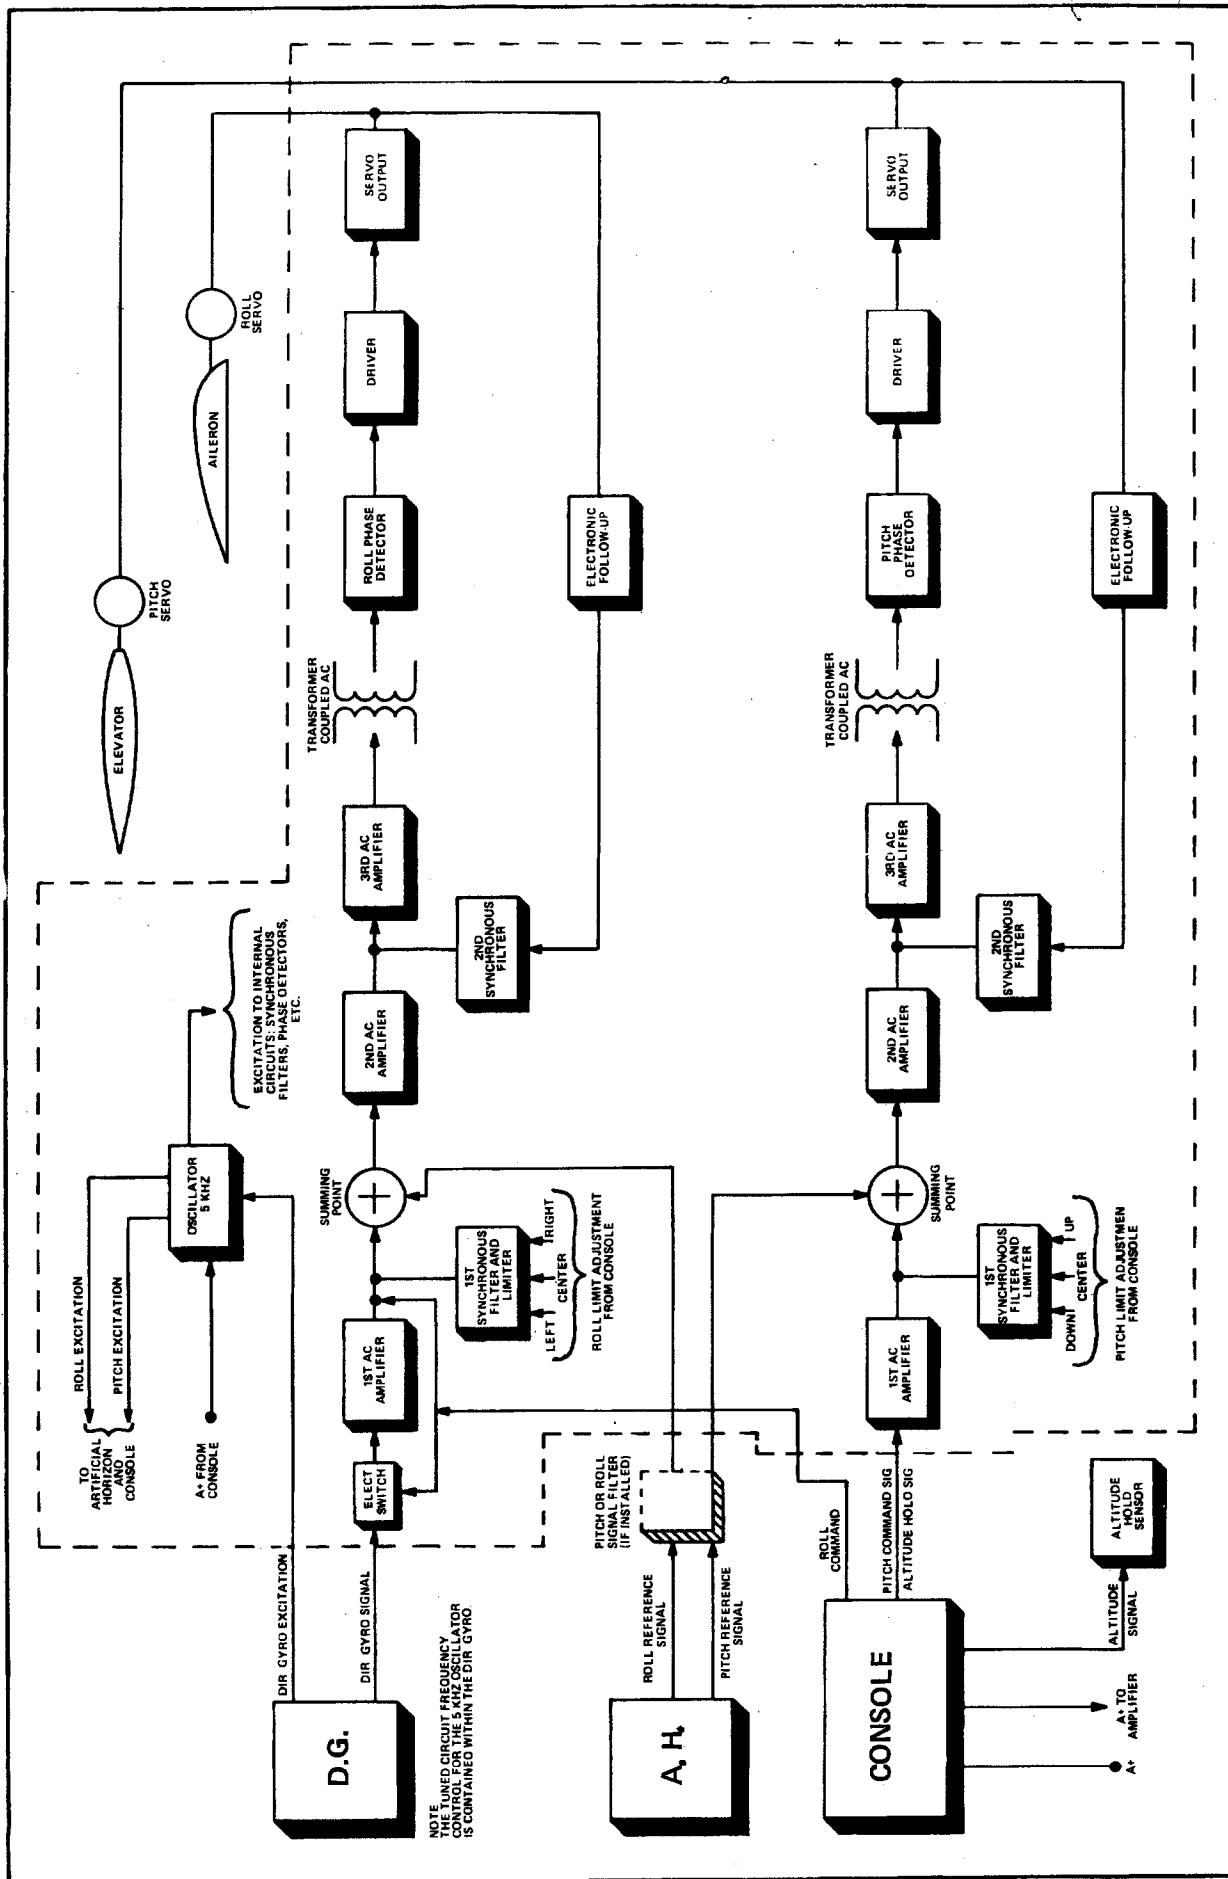 ELEVATOR
PITCH
SERVO
AILERON
ROLL
SERVO
TO
ARTIFICIAL
HORIZON
AND
CONSOLE
ROLL EXCITATION
PITCH EXCITATION
A+ FROM
CONSOLE
OSCILLATOR
5 KHZ
EXCITATION TO INTERNAL
CIRCUITS: SYNCHRONOUS
FILTERS, PHASE DETECTORS,
ETC.
D.G.
DIR GYRO EXCITATION
DIR GYRO SIGNAL
NOTE
THE TUNED CIRCUIT FREQUENCY
CONTROL FOR THE 5 KHZ OSCILLATOR
IS CONTAINED WITHIN THE DIR GYRO
ELECT
SWITCH
1ST AC
AMPLIFIER
SUMMING
POINT
2ND AC
AMPLIFIER
3RD AC
AMPLIFIER
TRANSFORMER
COUPLED AC
ROLL PHASE
DETECTOR
DRIVER
SERVO
OUTPUT
1ST
SYNCHRONOUS
FILTER AND
LIMITER
LEFT
CENTER
RIGHT
ROLL LIMIT ADJUSTMENT
FROM CONSOLE
2ND
SYNCHRONOUS
FILTER
ELECTRONIC
FOLLOW-UP
A.H.
ROLL REFERENCE
SIGNAL
PITCH REFERENCE
SIGNAL
PITCH OR ROLL
SIGNAL FILTER
(IF INSTALLED)
CONSOLE
ROLL
COMMAND
PITCH COMMAND SIG
ALTITUDE HOLD SIG
1ST AC
AMPLIFIER
SUMMING
POINT
2ND AC
AMPLIFIER
3RD AC
AMPLIFIER
TRANSFORMER
COUPLED AC
PITCH
PHASE
DETECTOR
DRIVER
SERVO
OUTPUT
1ST
SYNCHRONOUS
FILTER AND
LIMITER
DOWN
CENTER
UP
PITCH LIMIT ADJUSTMENT
FROM CONSOLE
2ND
SYNCHRONOUS
FILTER
ELECTRONIC
FOLLOW-UP
A+
A+ TO
AMPLIFIER
ALTITUDE
SIGNAL
ALTITUDE
HOLD
SENSOR